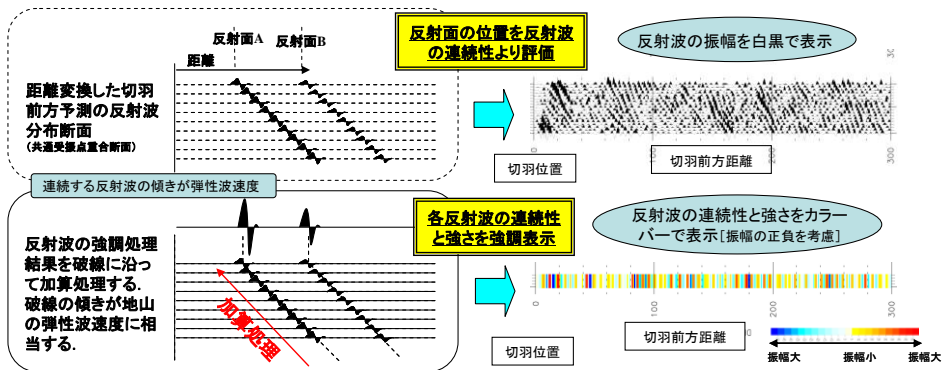 反射面A 反射面B
距離
距離変換した切羽
前方予測の反射波
分布断面
(共通受振点重合断面)
反射面の位置を反射波
の連続性より評価
反射波の振幅を白黒で表示
0
100
200
300
切羽位置
切羽前方距離
連続する反射波の傾きが弾性波速度
反射波の強調処理
結果を破線に沿っ
て加算処理する.
破線の傾きが地山
の弾性波速度に相
当する.
加算処理
各反射波の連続性
と強さを強調表示
反射波の連続性と強さをカラー
バーで表示[振幅の正負を考慮]
0
100
200
300
切羽位置
切羽前方距離
振幅大 振幅小 振幅大